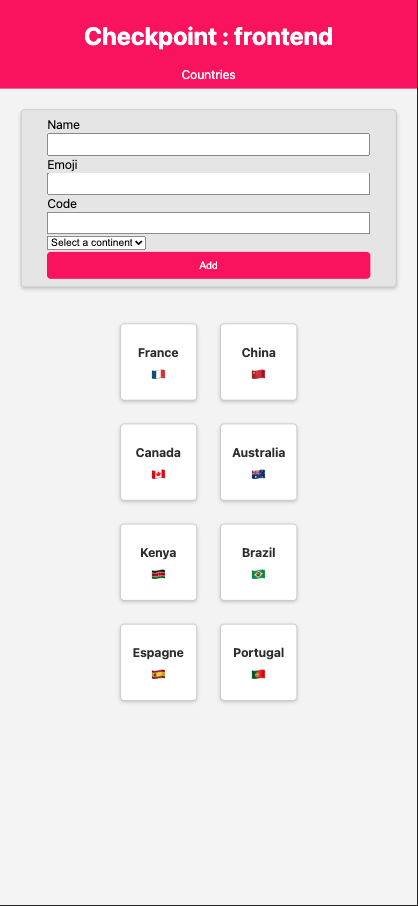 Checkpoint : frontend
Countries
Name
Emoji
Code
Select a continent
Add
France
China
Canada
Australia
Kenya
Brazil
Espagne
Portugal